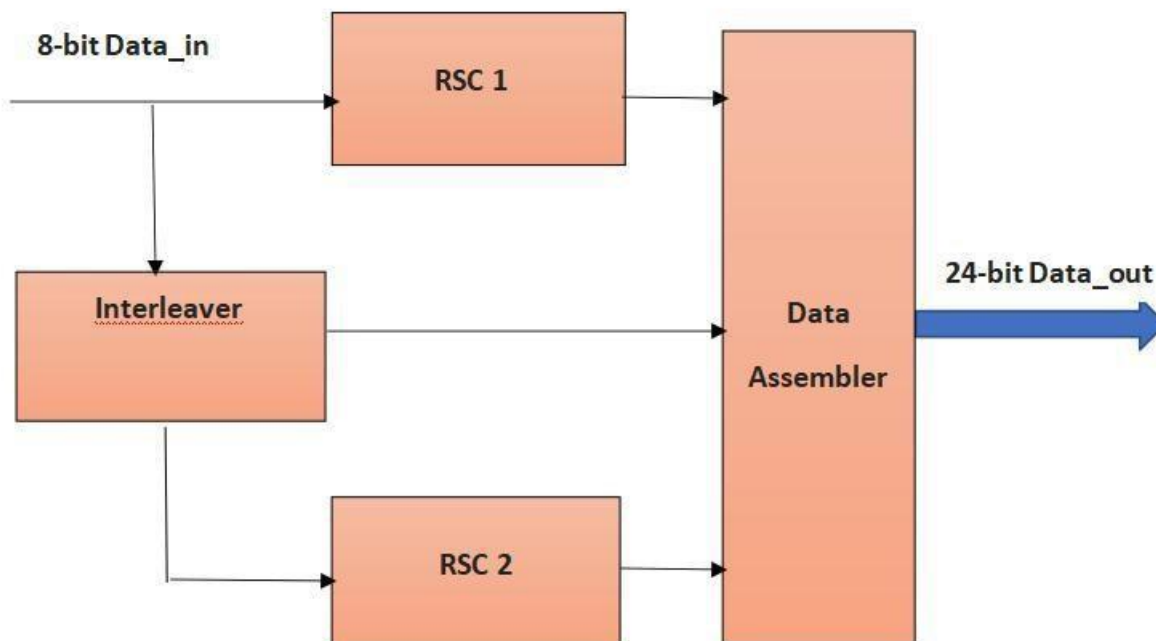 8-bit Data_in
RSC 1
Interleaver
Data
Assembler
24-bit Data_out
RSC 2